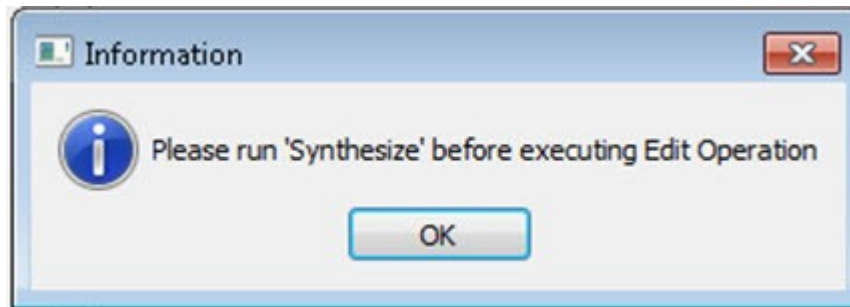 Information
Please run 'Synthesize' before executing Edit Operation
OK